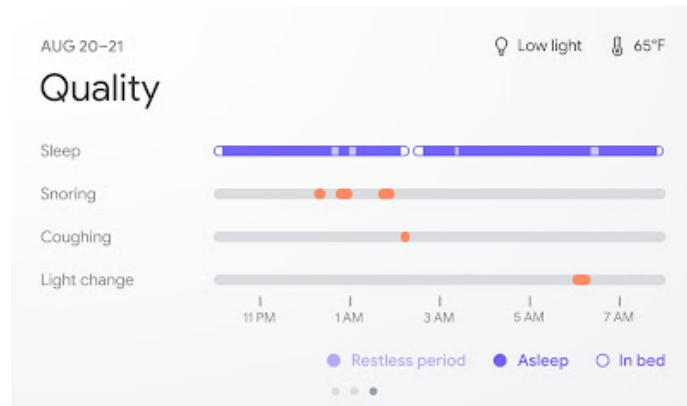 AUG 20–21
Low light
65°F
Quality
Sleep
Snoring
Coughing
Light change
11 PM 1 AM 3 AM 5 AM 7 AM
Restless period Asleep In bed